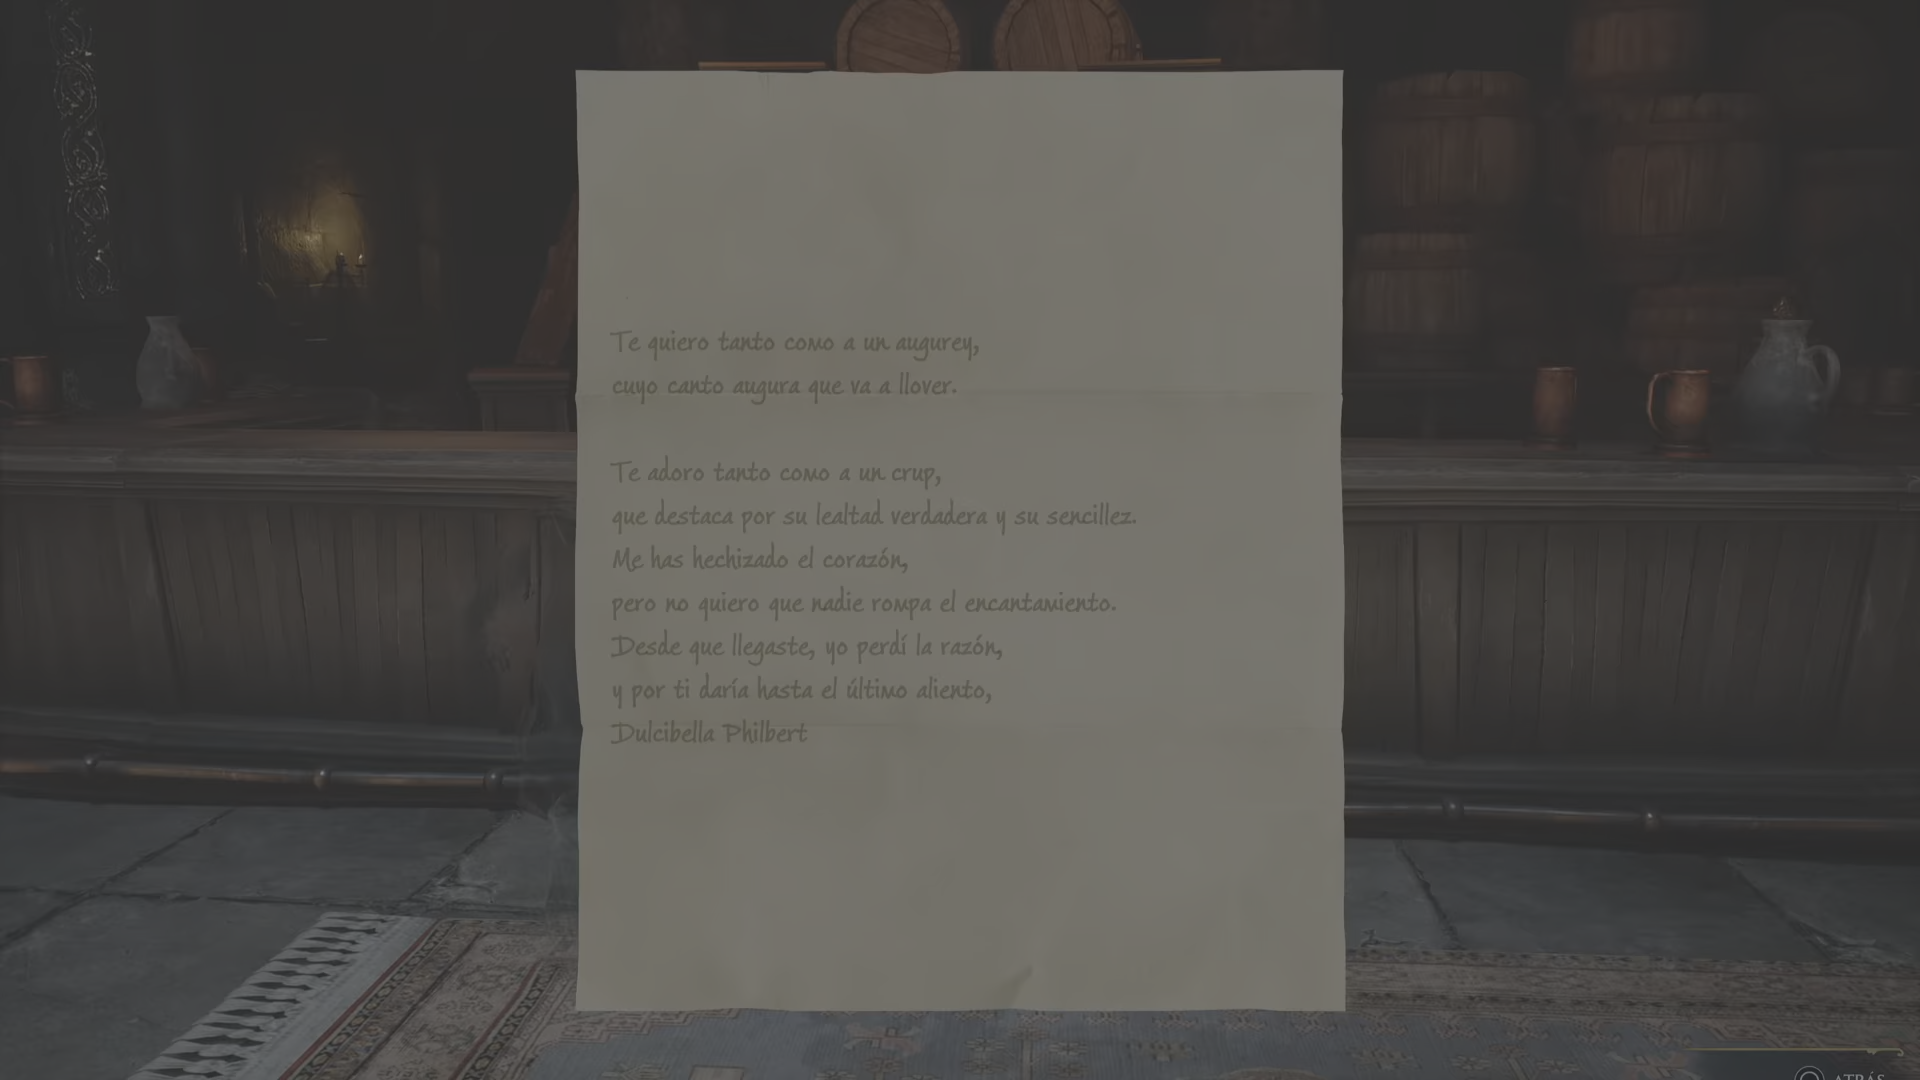 Te quiero tanto como a un augurey,
cuyo canto augura que va a llover.
Te adoro tanto como a un crup,
que destaca por su lealtad verdadera y su sencillez.
Me has hechizado el corazón,
pero no quiero que nadie rompa el encantamiento.
Desde que llegaste, yo perdí la razón,
y por ti daría hasta el último aliento,
Dulcibella Philbert
ATRÁS